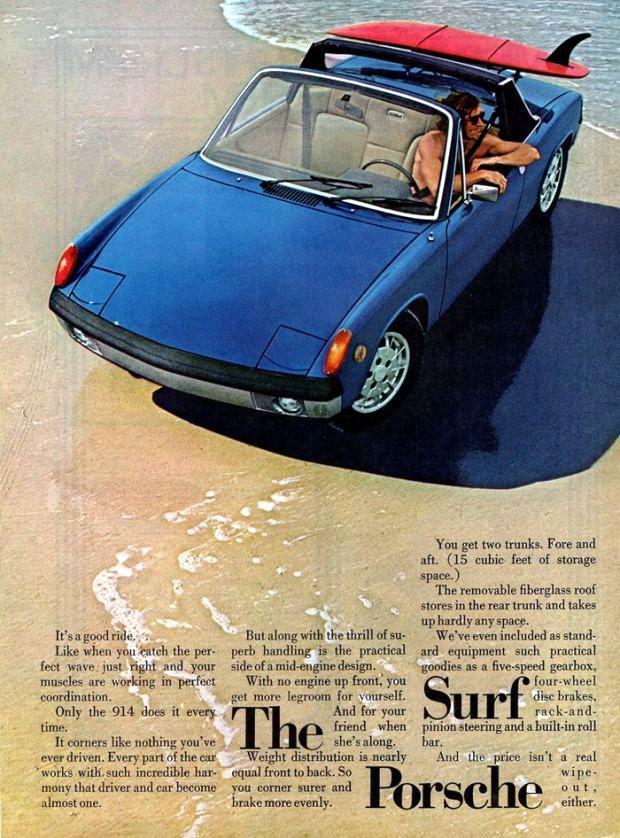 It's a good ride.
Like when you catch the per-
fect wave just right and your
muscles are working in perfect
coordination.
Only the 914 does it every
time.
It corners like nothing you've
ever driven. Every part of the car
works with such incredible har-
mony that driver and car become
almost one.
But along with the thrill of su-
perb handling is the practical
side of a mid-engine design.
With no engine up front, you
get more legroom for yourself.
And for your
friend when
she's along.
Weight distribution is nearly
equal front to back. So
you corner surer and
brake more evenly.
You get two trunks. Fore and
aft. (15 cubic feet of storage
space.)
The removable fiberglass roof
stores in the rear trunk and takes
up hardly any space.
We've even included as stand-
ard equipment such practical
goodies as a five-speed gearbox,
four-wheel
disc brakes,
rack-and-
pinion steering and a built-in roll
bar.
And the price isn't a real
wipe-
out,
either.
The
Surf
Porsche